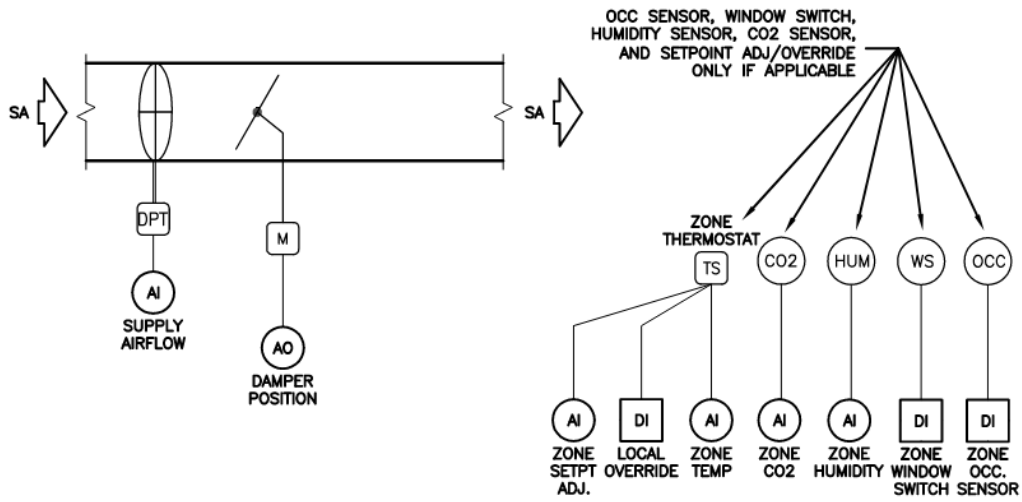 OCC SENSOR, WINDOW SWITCH,
HUMIDITY SENSOR, CO2 SENSOR,
AND SETPOINT ADJ/OVERRIDE
ONLY IF APPLICABLE
SA
SA
DPT
M
AI
SUPPLY
AIRFLOW
AO
DAMPER
POSITION
ZONE
THERMOSTAT
TS
CO2
HUM
WS
OCC
AI
ZONE
SETPT
ADJ.
DI
LOCAL
OVERRIDE
AI
ZONE
TEMP
AI
ZONE
CO2
AI
ZONE
HUMIDITY
DI
ZONE
WINDOW
SWITCH
DI
ZONE
OCC.
SENSOR